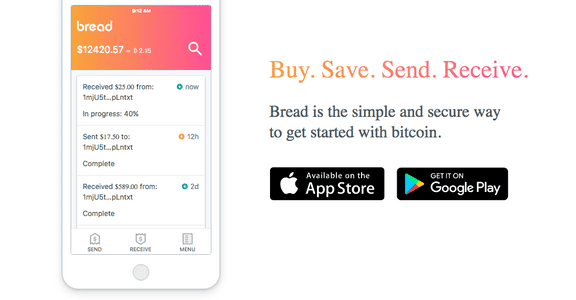 8:12 AM
bread
$12420.57 = Ƀ 2.15
Received $25.00 from: now
1mjU5t...pLntxt
In progress: 40%
Sent $17.50 to: 12h
1mjU5t...pLntxt
Complete
Received $589.00 from: 2d
1mjU5t...pLntxt
Complete
SEND RECEIVE MENU
Buy. Save. Send. Receive.
Bread is the simple and secure way
to get started with bitcoin.
Available on the
App Store
GET IT ON
Google Play